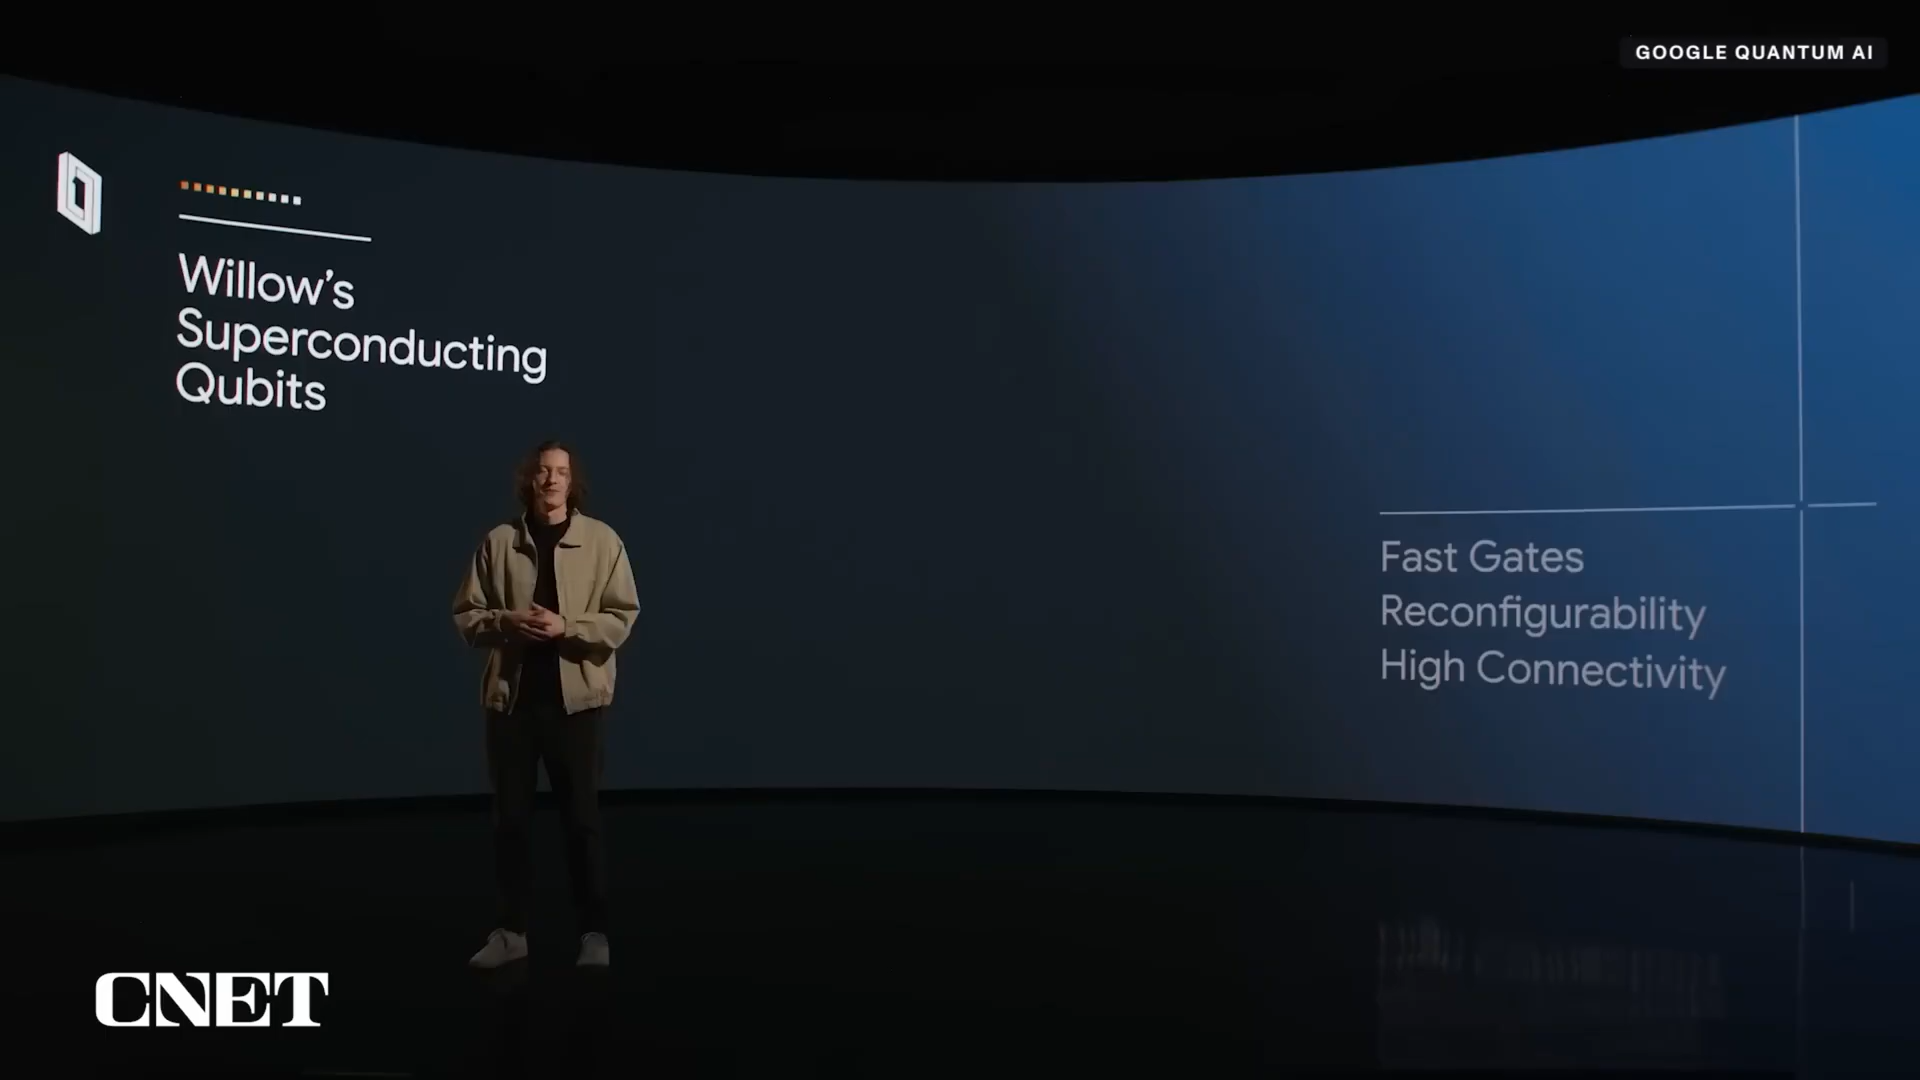 GOOGLE QUANTUM AI
Willow's
Superconducting
Qubits
Fast Gates
Reconfigurability
High Connectivity
CNET